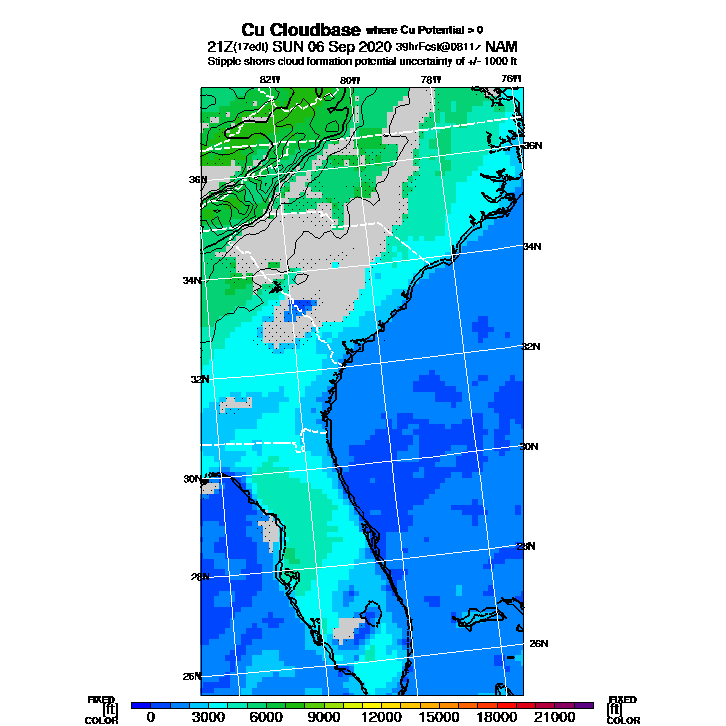 Cu Cloudbase where Cu Potential > 0
21Z(17edt) SUN 06 Sep 2020 39hrFcst@0811z NAM
Stipple shows cloud formation potential uncertainty of +/- 1000 ft
82W 80W 78W 76W
36N
36N
34N
34N
32N
32N
30N
30N
28N
28N
26N
26N
FIXED FIXED
[ft] [ft]
COLOR COLOR
0 3000 6000 9000 12000 15000 18000 21000